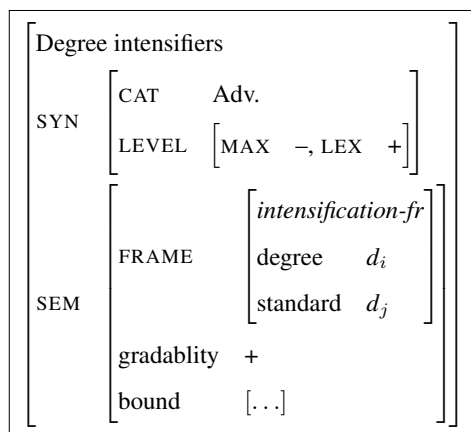 Degree intensifiers
SYN
CAT Adv.
LEVEL [MAX –, LEX +]
SEM
FRAME
intensification-fr
degree d_i
standard d_j
gradablity +
bound [...]